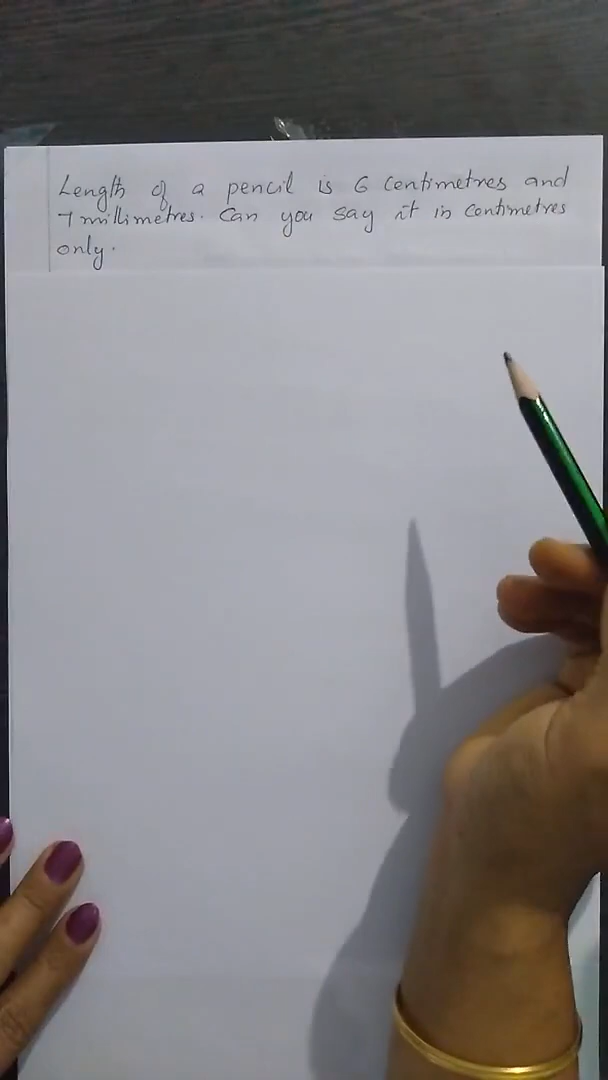 Length of a pencil is 6 Centimetres and
7 millimetres. Can you say it in Centimetres
only.